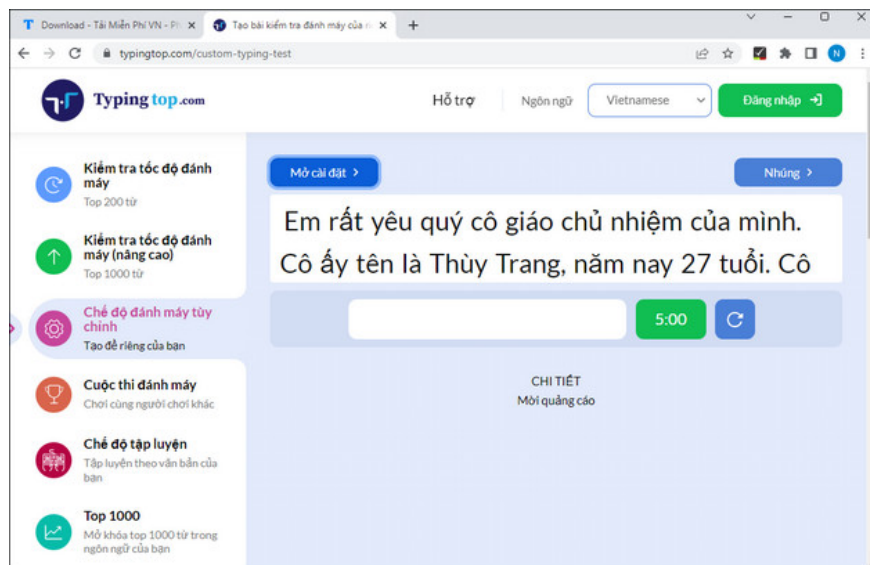 Download - Tải Miễn Phí VN - Ph
Tạo bài kiểm tra đánh máy của
typingtop.com/custom-typing-test
N
Typing top.com
Hỗ trợ
Ngôn ngữ
Vietnamese
Đăng nhập
Kiểm tra tốc độ đánh
máy
Top 200 từ
Kiểm tra tốc độ đánh
máy (nâng cao)
Top 1000 từ
Chế độ đánh máy tùy
chỉnh
Tạo đề riêng của bạn
Cuộc thi đánh máy
Chơi cùng người chơi khác
Chế độ tập luyện
Tập luyện theo văn bản của
bạn
Top 1000
Mở khóa top 1000 từ trong
ngôn ngữ của bạn
Mở cài đặt >
Nhúng >
Em rất yêu quý cô giáo chủ nhiệm của mình.
Cô ấy tên là Thùy Trang, năm nay 27 tuổi. Cô
5:00
CHI TIẾT
Mời quảng cáo